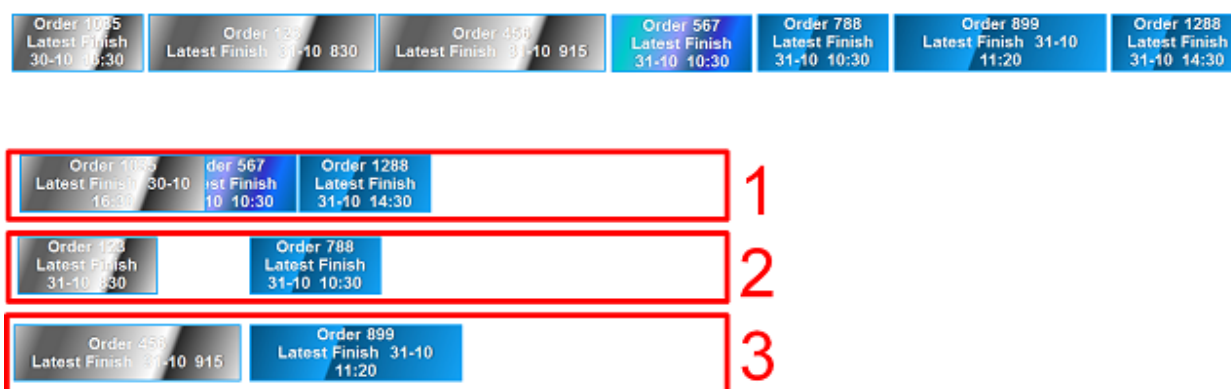 Order 1035
Latest Finish
30-10 16:30
Order 123
Latest Finish 31-10 830
Order 456
Latest Finish 31-10 915
Order 567
Latest Finish
31-10 10:30
Order 788
Latest Finish
31-10 10:30
Order 899
Latest Finish 31-10
11:20
Order 1288
Latest Finish
31-10 14:30
Order 1035
Latest Finish 30-10
16:30
der 567
st Finish
10 10:30
Order 1288
Latest Finish
31-10 14:30
1
Order 123
Latest Finish
31-10 830
Order 788
Latest Finish
31-10 10:30
2
Order 456
Latest Finish 31-10 915
Order 899
Latest Finish 31-10
11:20
3